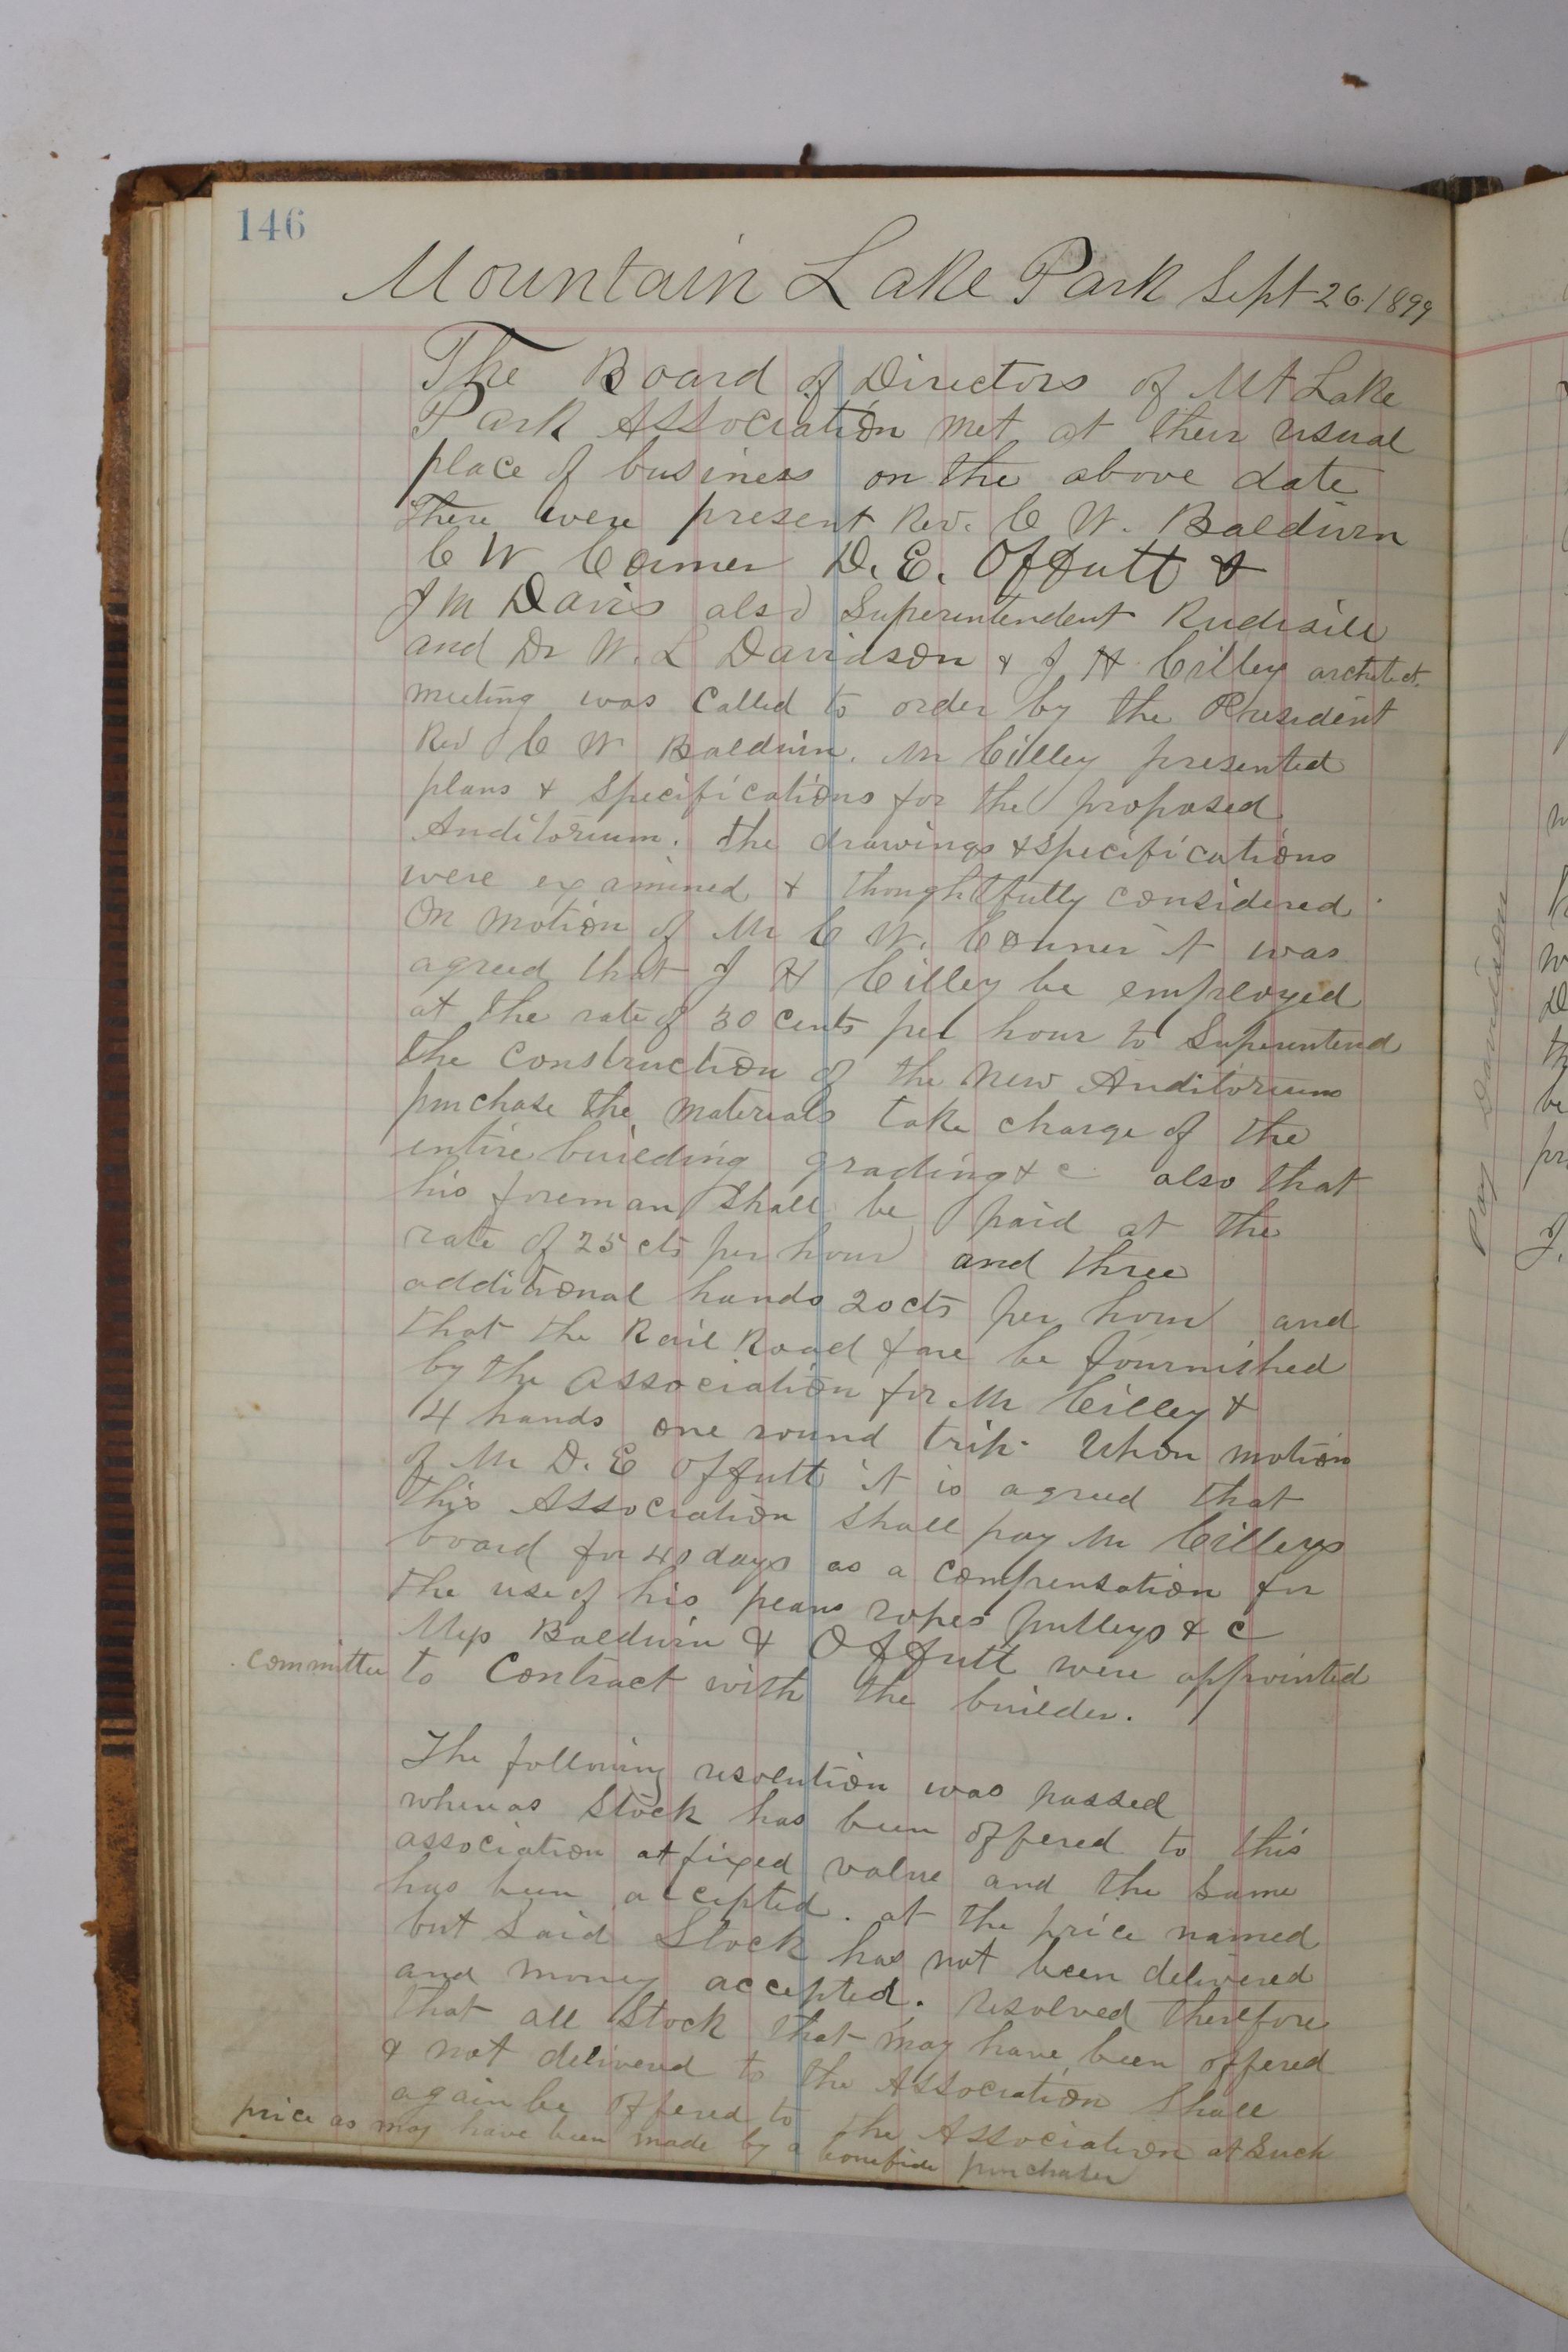 146
Mountain Lake Park Sept 26. 1899
The Board of Directors of Mt Lake
Park Association met at their usual
place of business on the above date
There were present Rev. C W. Baldwin
C W Conner D. E. Offutt &
J M Davis also Superintendent Rudisill
and Dr W. L Davidson & J H. Cilley architect.
meeting was called to order by the President
Rev C W Baldwin. Mr Cilley presented
plans & specifications for the proposed
Auditorium. the drawings & specifications
were examined & thoughtfully considered.
On motion of Mr C W. Conner it was
agreed that J H Cilley be employed
at the rate of 30 cents per hour to Superintend
the construction of the new Auditorium
purchase the materials take charge of the
entire building grading & c also that
his foreman shall be paid at the
rate of 25 cts per hour and three
additional hands 20 cts per hour and
that the Rail Road fare be fournished
by the Association for Mr Cilley &
4 hands one round trip. Upon motion
of Mr D. E Offutt it is agreed that
this Association shall pay Mr Cilleys
board for 40 days as a compensation for
the use of his ropes pulleys & c
Mess Baldwin & Offutt were appointed
committee to Contract with the builder.
The following resolution was passed
whereas Stock has been offered to this
association at fixed value and the same
has been accepted. at the price named
but said Stock has not been delivered
and money accepted. resolved therefore
that all Stock that may have been offered
& not delivered to the Association shall
again be offered to the Association at such
price as may have been made by a bonefide purchaser
Pay Davidson